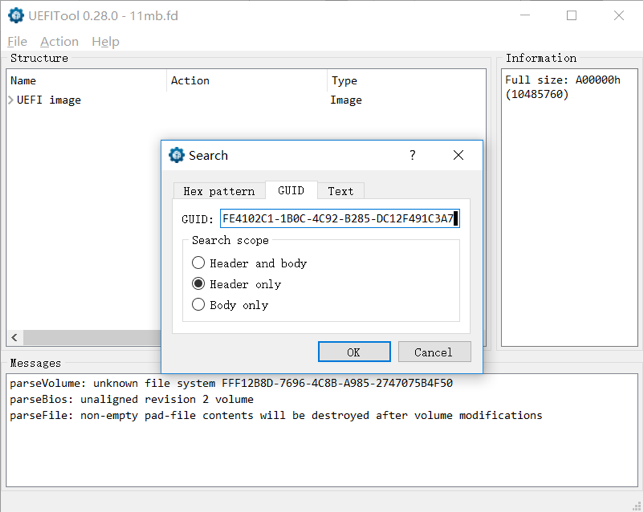 UEFITool 0.28.0 - 11mb.fd
File Action Help
Structure
Information
Name Action Type
UEFI image Image
Full size: A00000h
(10485760)
Search
?
Hex pattern GUID Text
GUID: FE4102C1-1B0C-4C92-B285-DC12F491C3A7
Search scope
Header and body
Header only
Body only
OK Cancel
Messages
parseVolume: unknown file system FFF12B8D-7696-4C8B-A985-2747075B4F50
parseBios: unaligned revision 2 volume
parseFile: non-empty pad-file contents will be destroyed after volume modifications